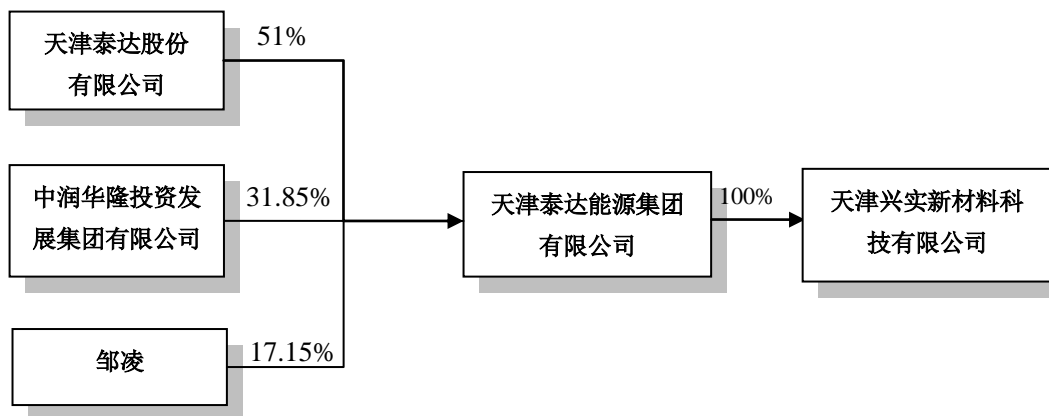 天津泰达股份
有限公司
51%
中润华隆投资发
展集团有限公司
31.85%
邹凌
17.15%
天津泰达能源集团
有限公司
100%
天津兴实新材料科
技有限公司